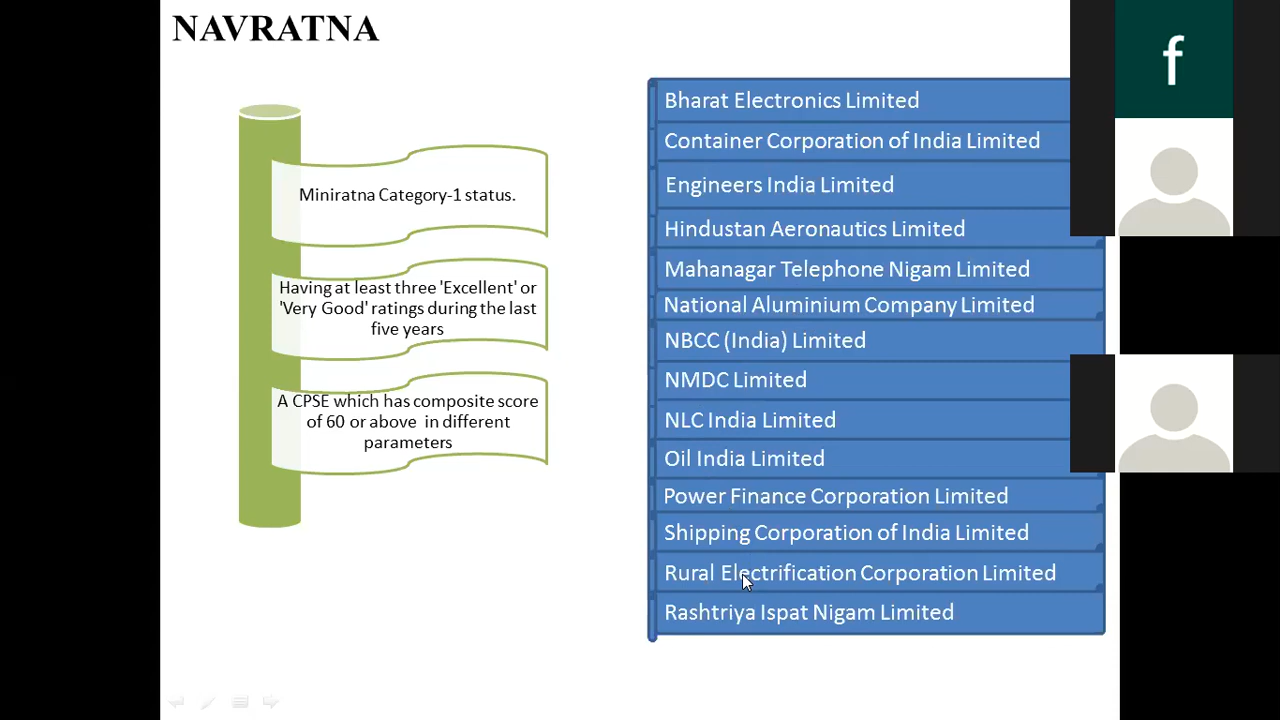 NAVRATNA
Miniratna Category-1 status.
Having at least three 'Excellent' or
'Very Good' ratings during the last
five years
A CPSE which has composite score
of 60 or above in different
parameters
Bharat Electronics Limited
Container Corporation of India Limited
Engineers India Limited
Hindustan Aeronautics Limited
Mahanagar Telephone Nigam Limited
National Aluminium Company Limited
NBCC (India) Limited
NMDC Limited
NLC India Limited
Oil India Limited
Power Finance Corporation Limited
Shipping Corporation of India Limited
Rural Electrification Corporation Limited
Rashtriya Ispat Nigam Limited
f